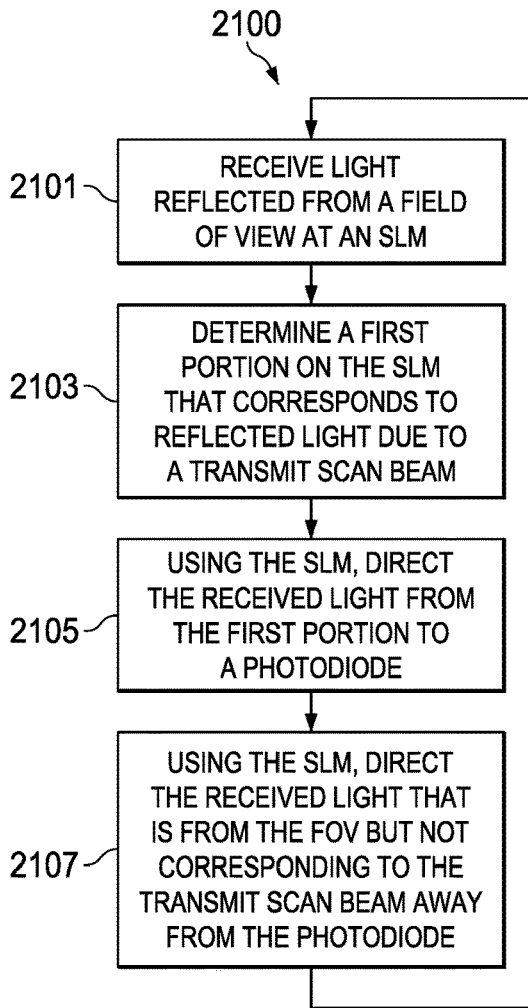 2100
2101
RECEIVE LIGHT
REFLECTED FROM A FIELD
OF VIEW AT AN SLM
2103
DETERMINE A FIRST
PORTION ON THE SLM
THAT CORRESPONDS TO
REFLECTED LIGHT DUE TO
A TRANSMIT SCAN BEAM
2105
USING THE SLM, DIRECT
THE RECEIVED LIGHT FROM
THE FIRST PORTION TO
A PHOTODIODE
2107
USING THE SLM, DIRECT
THE RECEIVED LIGHT THAT
IS FROM THE FOV BUT NOT
CORRESPONDING TO THE
TRANSMIT SCAN BEAM AWAY
FROM THE PHOTODIODE